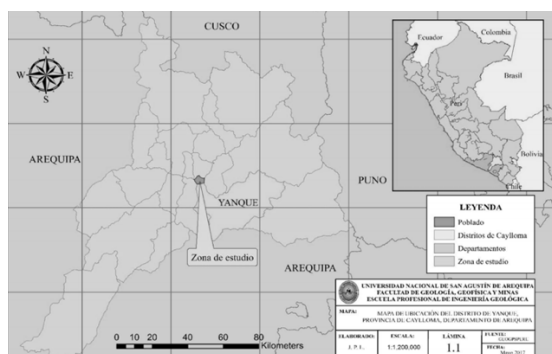 CUSCO
N
W
E
S
AREQUIPA
PUNO
YANQUE
Zona de estudio
AREQUIPA
0 10 20 40 60 80
Kilometers
Ecuador
Colombia
Brasil
Perú
Bolivia
Chile
LEYENDA
Poblado
Distritos de Caylloma
Departamentos
Zona de estudio
UNIVERSIDAD NACIONAL DE SAN AGUSTÍN DE AREQUIPA
FACULTAD DE GEOLOGÍA, GEOFÍSICA Y MINAS
ESCUELA PROFESIONAL DE INGENIERÍA GEOLÓGICA
MAPA:
MAPA DE UBICACIÓN DEL DISTRITO DE YANQUE,
PROVINCIA DE CAYLLOMA, DEPARTAMENTO DE AREQUIPA
ELABORADO:
J. P. L.
ESCALA:
1:1,200,000
LÁMINA
1.1
FUENTE:
FECHA:
Mayo 2017